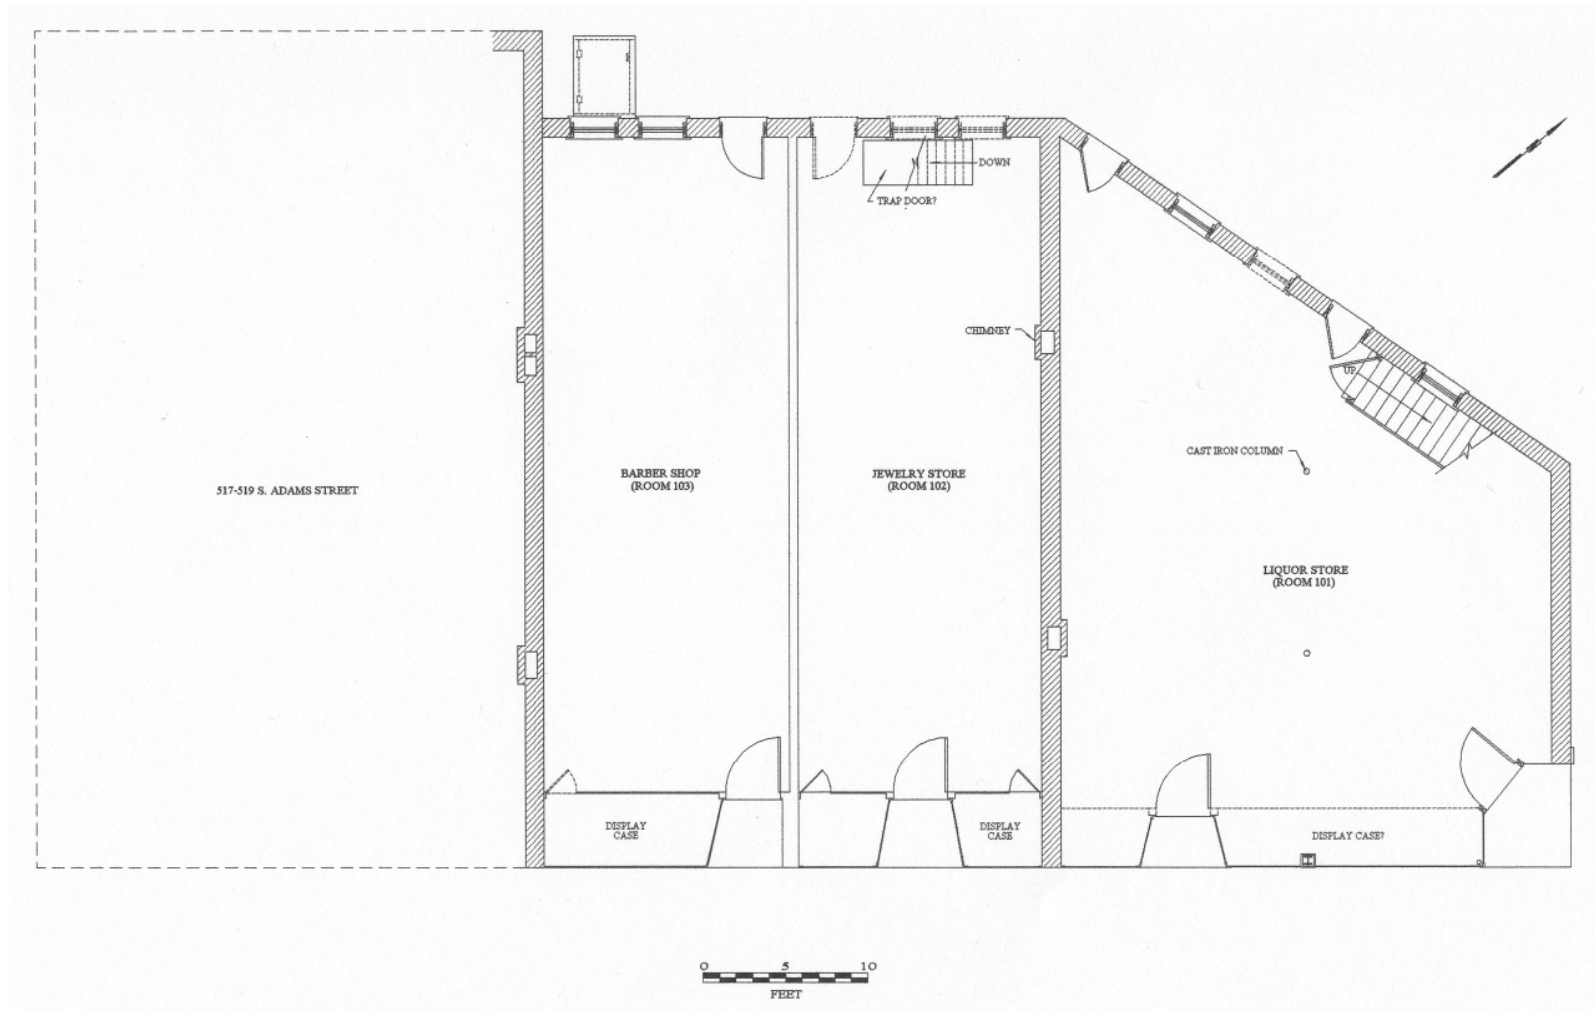 DOWN
TRAP DOOR?
CHIMNEY
UP
CAST IRON COLUMN
517-519 S. ADAMS STREET
BARBER SHOP
(ROOM 103)
JEWELRY STORE
(ROOM 102)
LIQUOR STORE
(ROOM 101)
DISPLAY
CASE
DISPLAY
CASE
DISPLAY CASE?
0 5 10
FEET